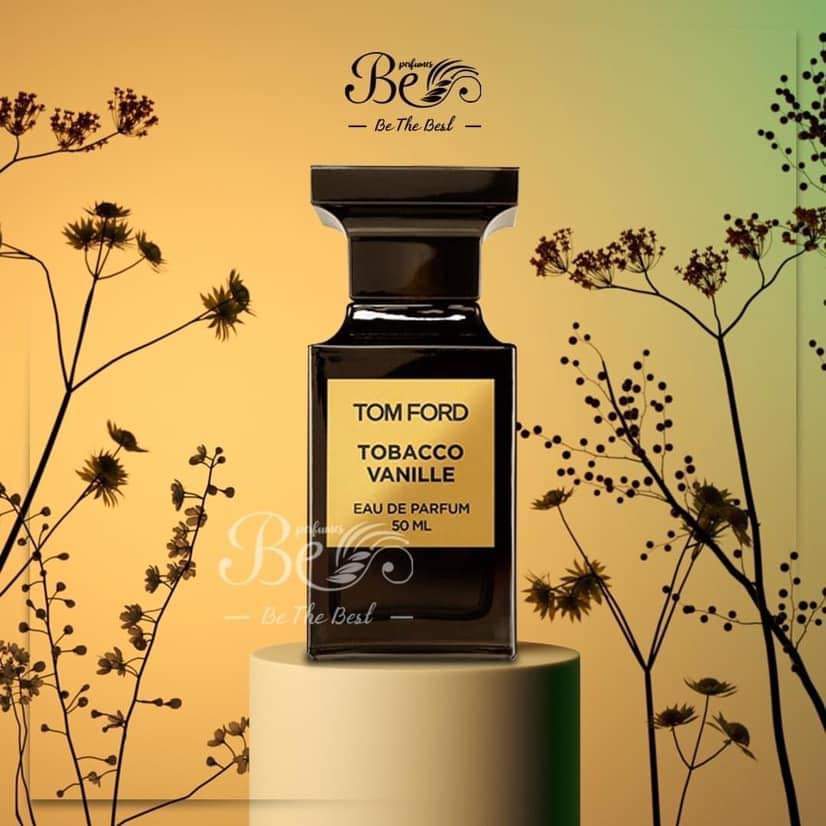 perfumes
Be
— Be The Best —
TOM FORD
TOBACCO
VANILLE
EAU DE PARFUM
50 ML
perfumes
Be
— Be The Best —